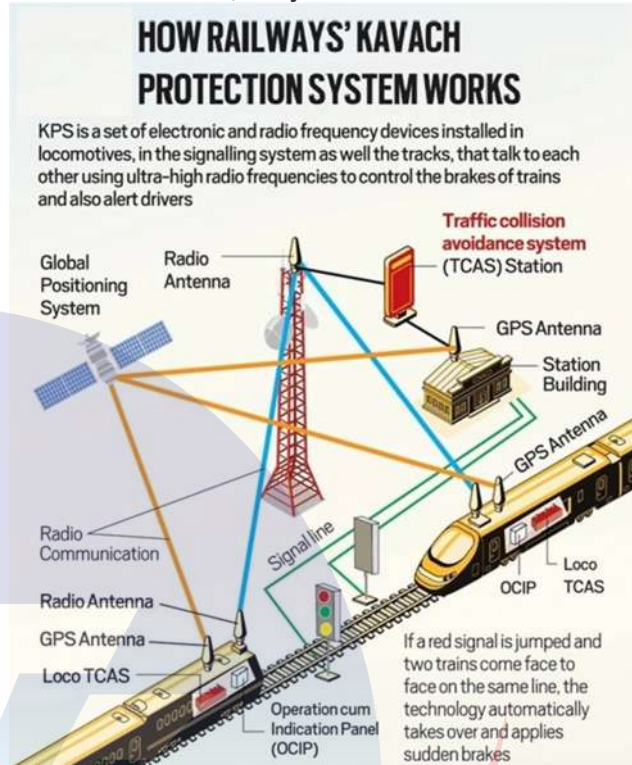 HOW RAILWAYS' KAVACH
PROTECTION SYSTEM WORKS
KPS is a set of electronic and radio frequency devices installed in
locomotives, in the signalling system as well the tracks, that talk to each
other using ultra-high radio frequencies to control the brakes of trains
and also alert drivers
Global
Positioning
System
Radio
Antenna
Traffic collision
avoidance system
(TCAS) Station
GPS Antenna
Station
Building
GPS Antenna
Radio
Communication
Signal line
OCIP
Loco
TCAS
Radio Antenna
GPS Antenna
Loco TCAS
Operation cum
Indication Panel
(OCIP)
If a red signal is jumped and
two trains come face to
face on the same line, the
technology automatically
takes over and applies
sudden brakes